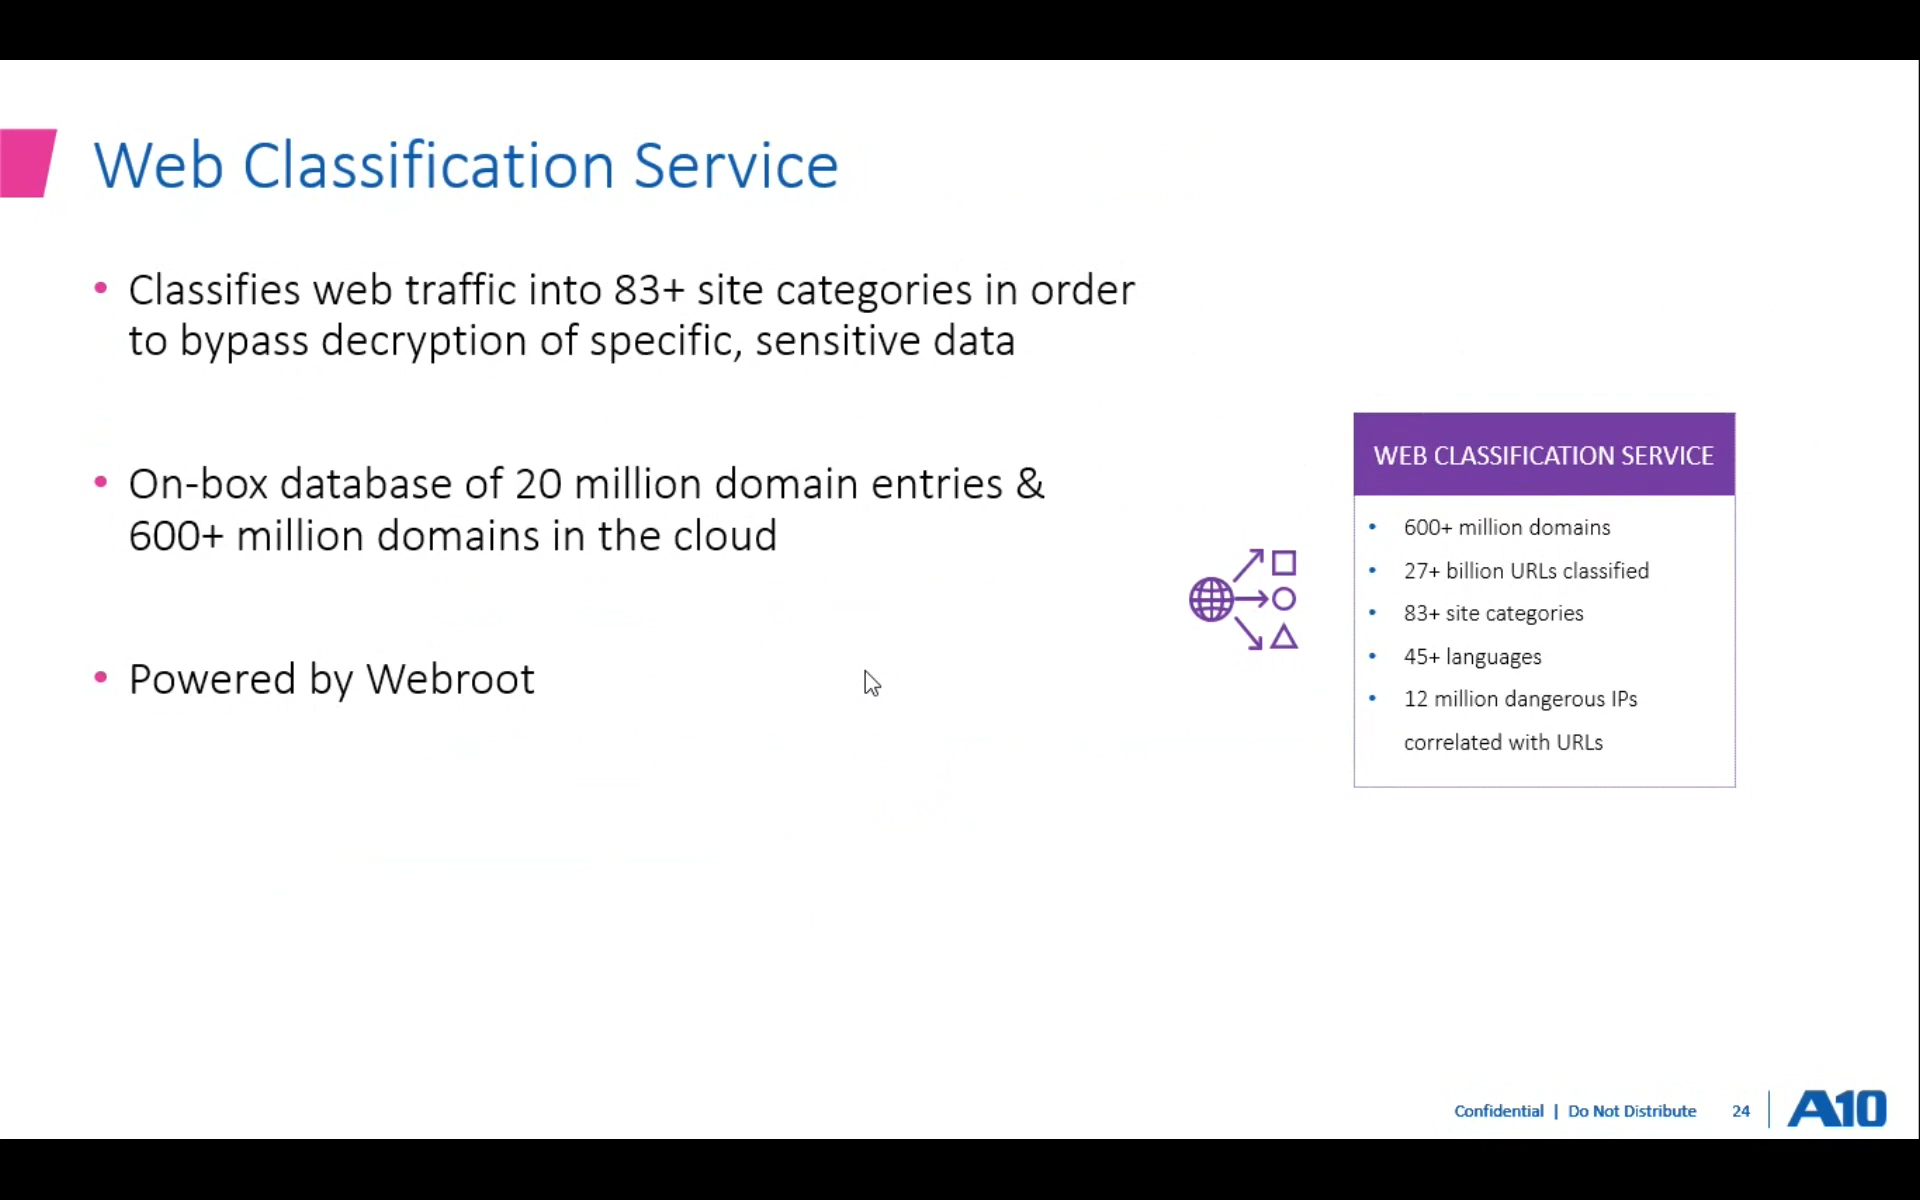 Web Classification Service
• Classifies web traffic into 83+ site categories in order
to bypass decryption of specific, sensitive data
• On-box database of 20 million domain entries &
600+ million domains in the cloud
• Powered by Webroot
WEB CLASSIFICATION SERVICE
• 600+ million domains
• 27+ billion URLs classified
• 83+ site categories
• 45+ languages
• 12 million dangerous IPs
correlated with URLs
Confidential | Do Not Distribute 24 A10